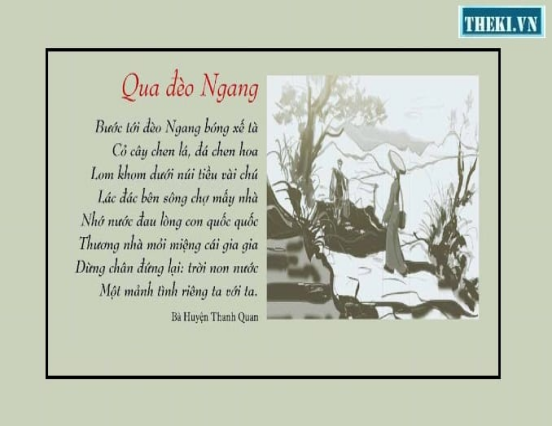 THEKI.VN
Qua đèo Ngang
Bước tới đèo Ngang bóng xế tà
Cỏ cây chen lá, đá chen hoa
Lom khom dưới núi tiều vài chú
Lác đác bên sông chợ mấy nhà
Nhớ nước đau lòng con quốc quốc
Thương nhà mỏi miệng cái gia gia
Dừng chân đứng lại: trời non nước
Một mảnh tình riêng ta với ta.
Bà Huyện Thanh Quan